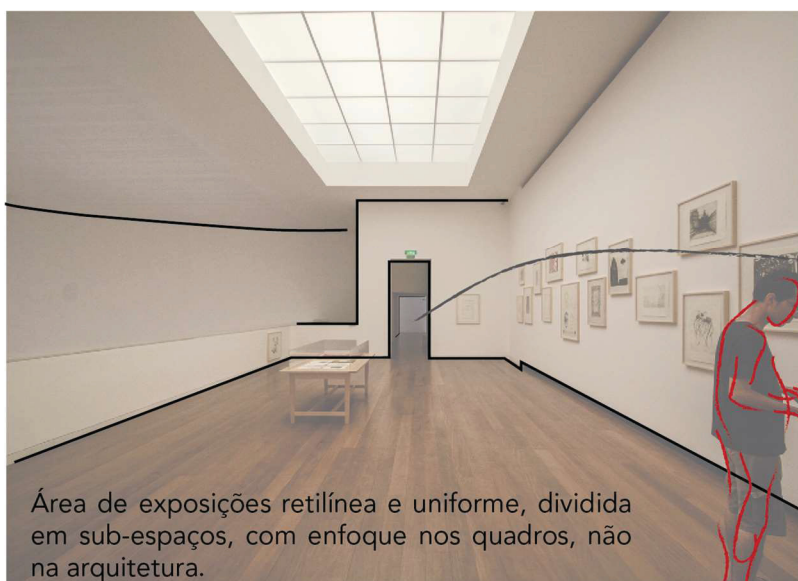 Área de exposições retilínea e uniforme, dividida
em sub-espaços, com enfoque nos quadros, não
na arquitetura.